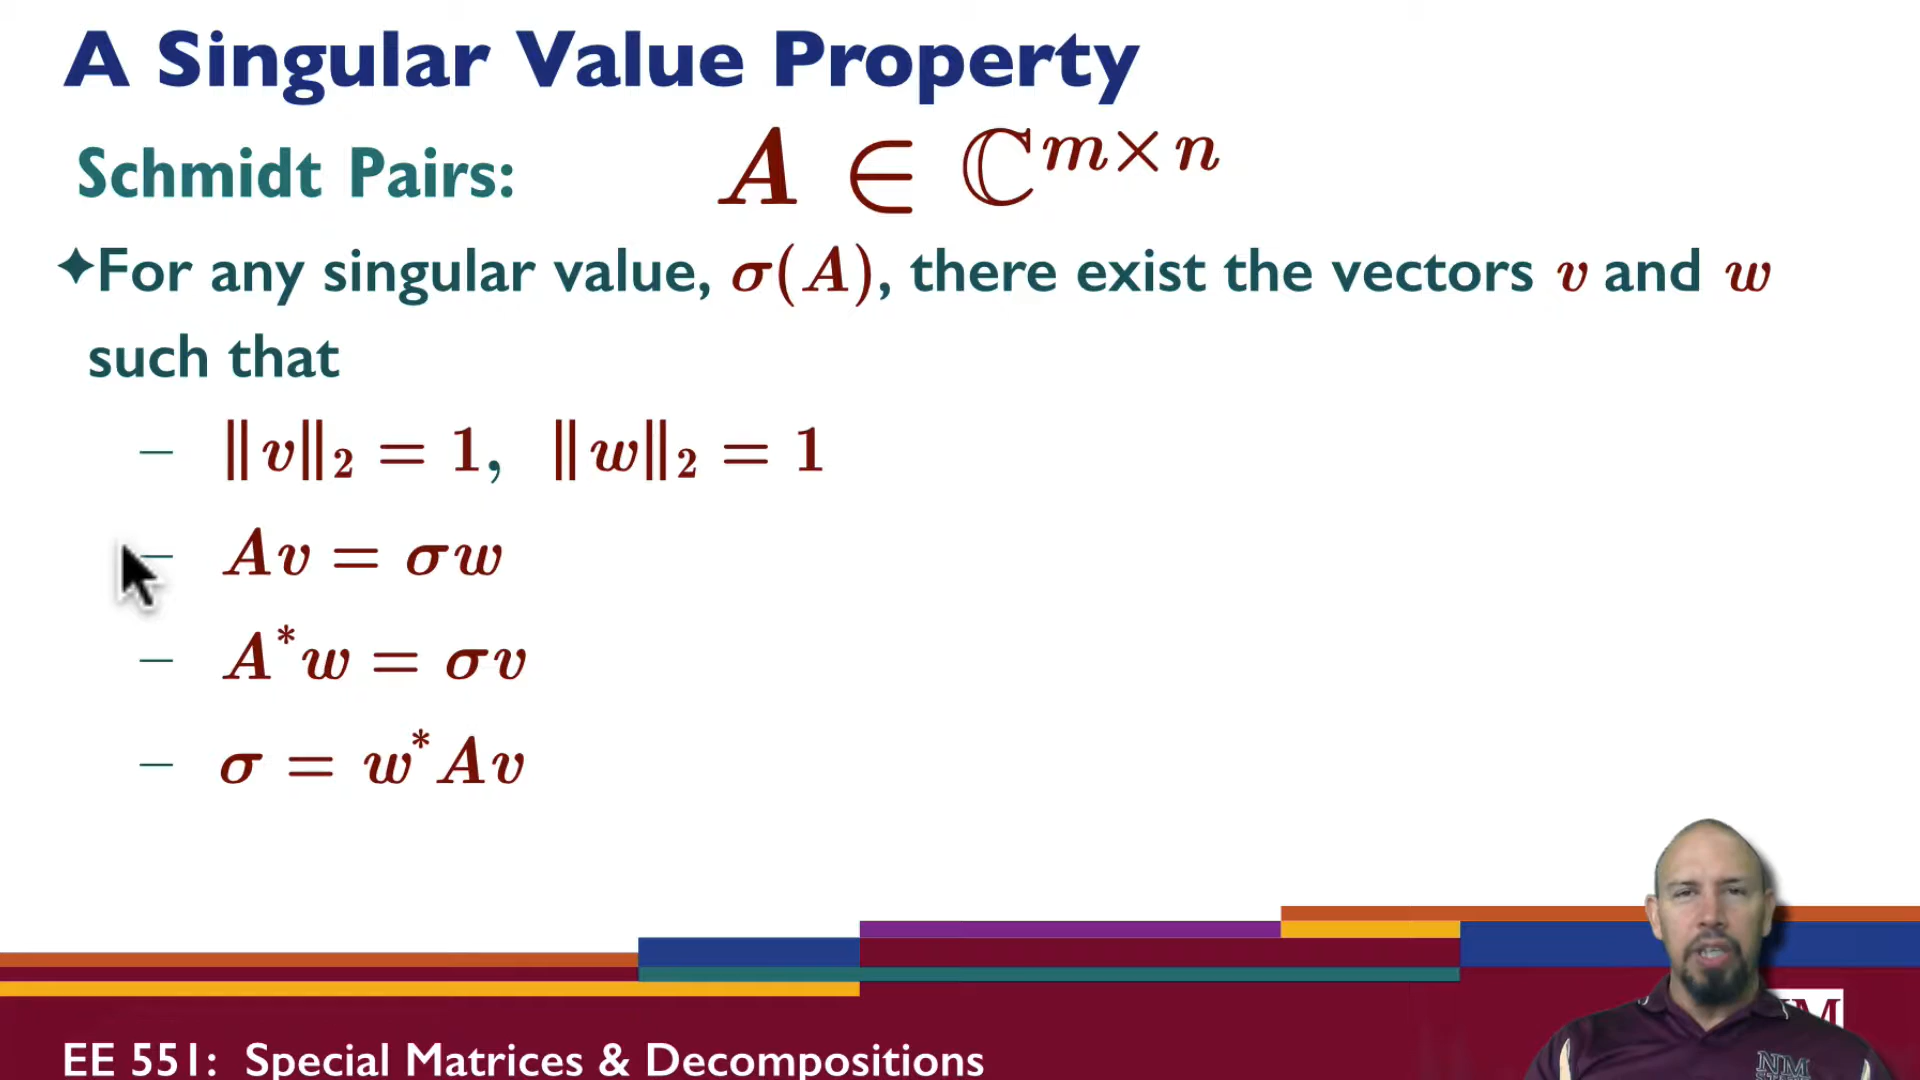 A Singular Value Property
Schmidt Pairs: A ∈ ℂ^{m×n}
✦For any singular value, σ(A), there exist the vectors v and w
such that
– ‖v‖₂ = 1, ‖w‖₂ = 1
– Av = σw
– A*w = σv
– σ = w*Av
EE 551: Special Matrices & Decompositions
NM